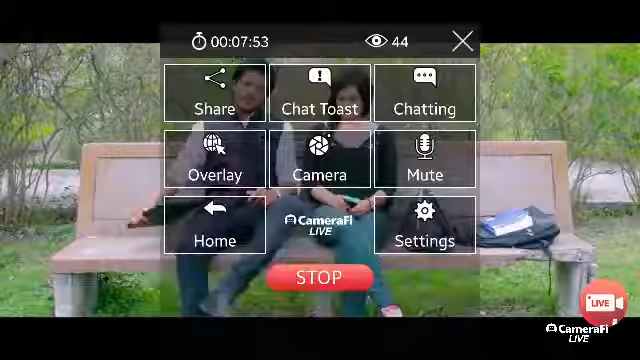 00:07:53
44
Share
Chat Toast
Chatting
Overlay
Camera
Mute
Home
CameraFi
LIVE
Settings
STOP
LIVE
CameraFi
LIVE